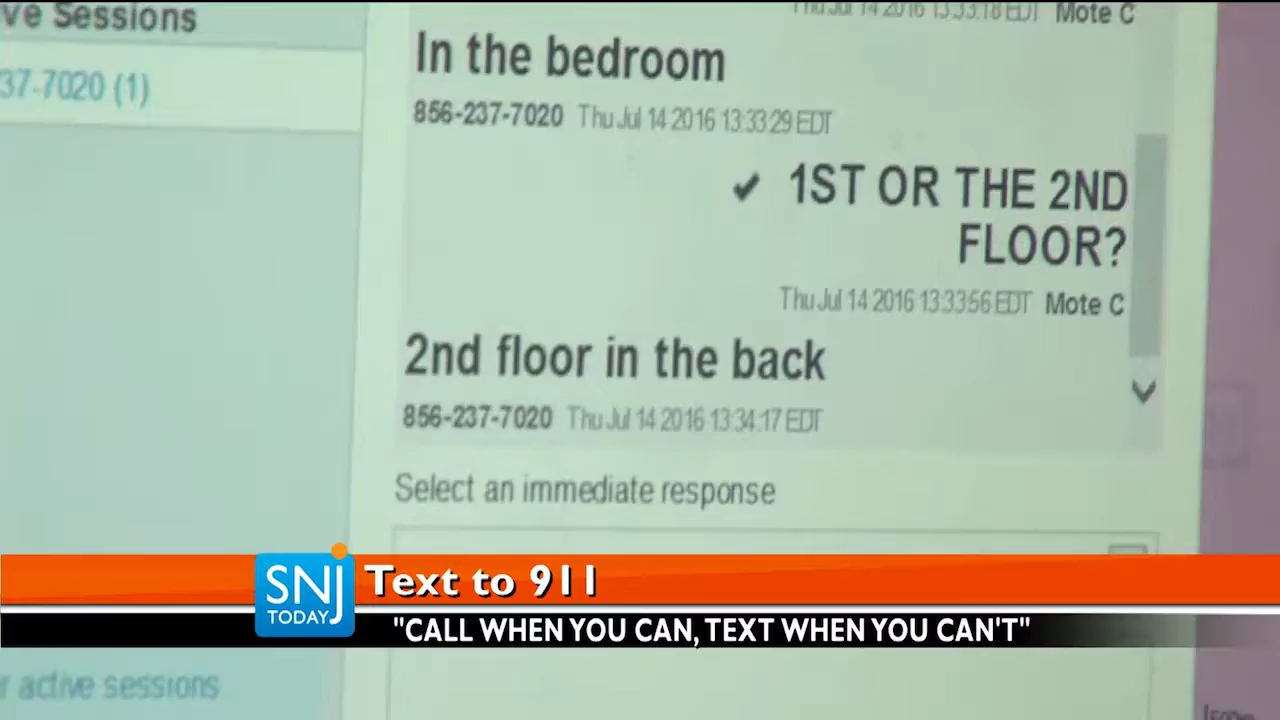 ve Sessions
37-7020 (1)
Thu Jul 14 2016 13:33:18 EDT Mote C
In the bedroom
856-237-7020 Thu Jul 14 2016 13:33:29 EDT
✔ 1ST OR THE 2ND
FLOOR?
Thu Jul 14 2016 13:33:56 EDT Mote C
2nd floor in the back
856-237-7020 Thu Jul 14 2016 13:34:17 EDT
Select an immediate response
SNJ
TODAY
Text to 911
"CALL WHEN YOU CAN, TEXT WHEN YOU CAN'T"
r active sessions